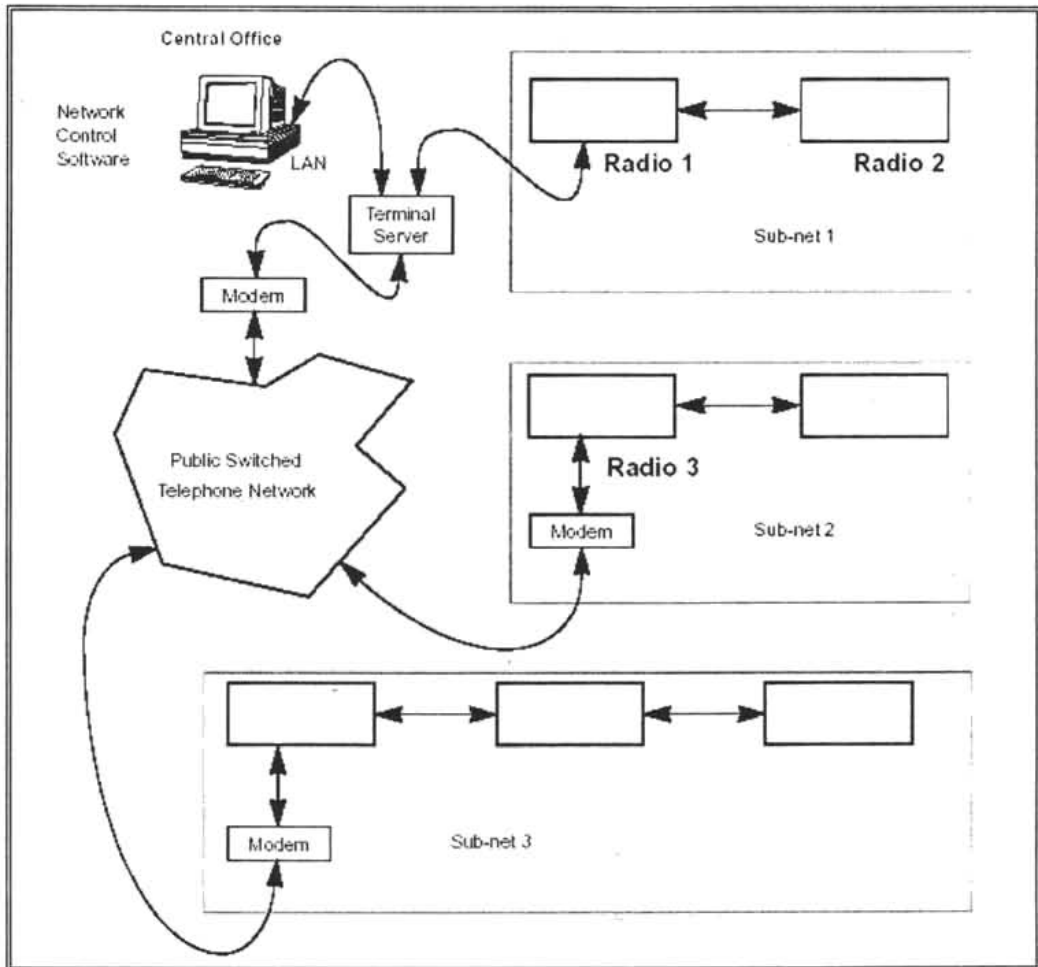 Central Office
Network
Control
Software
LAN
Terminal
Server
Modem
Public Switched
Telephone Network
Radio 1
Radio 2
Sub-net 1
Radio 3
Modem
Sub-net 2
Modem
Sub-net 3